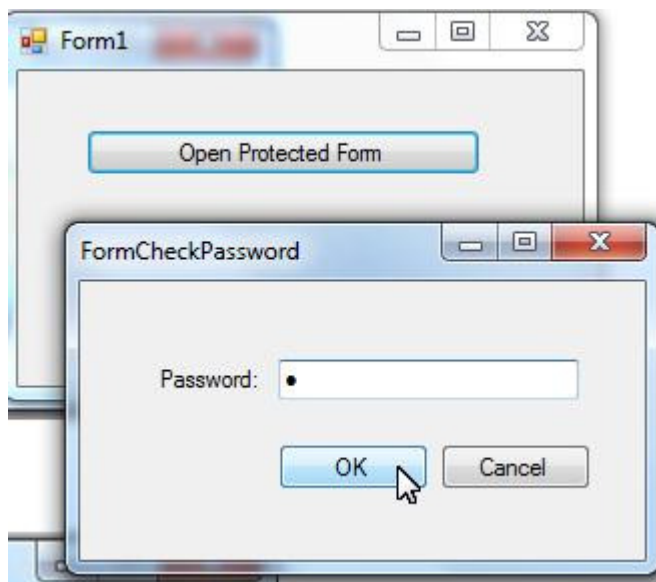 Form1
Open Protected Form
FormCheckPassword
Password: •
OK Cancel